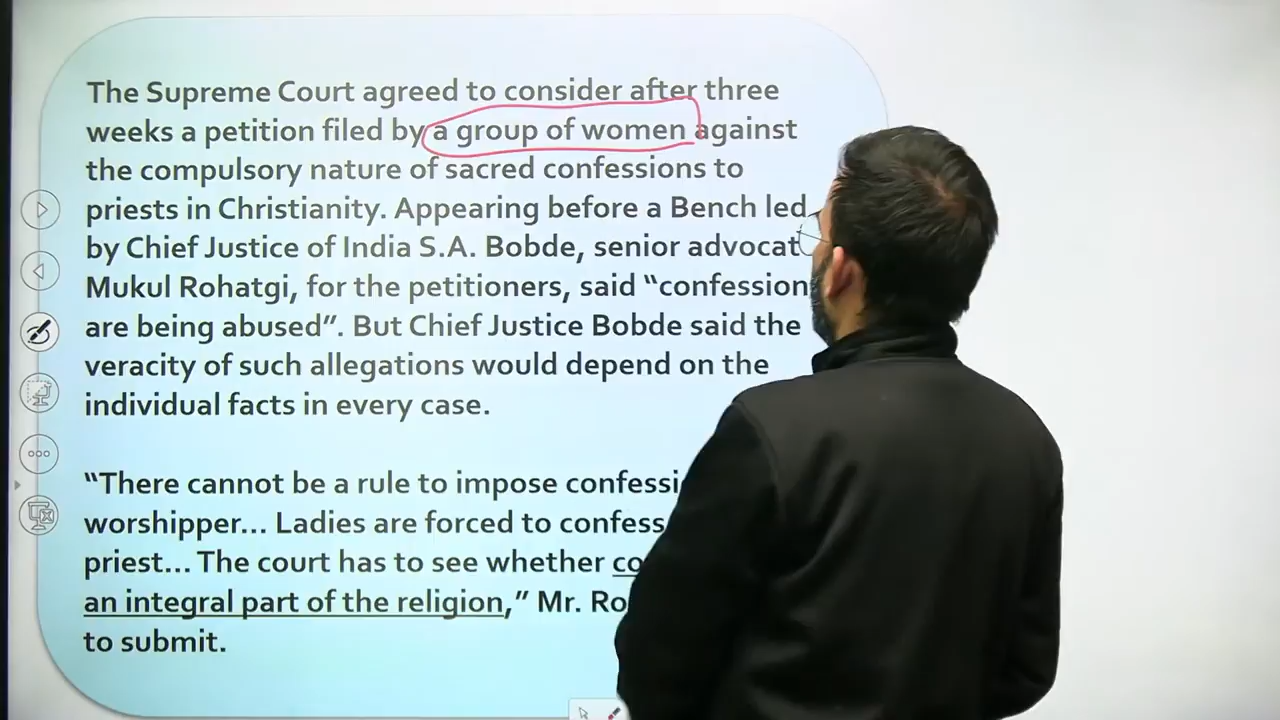 The Supreme Court agreed to consider after three
weeks a petition filed by a group of women against
the compulsory nature of sacred confessions to
priests in Christianity. Appearing before a Bench led
by Chief Justice of India S.A. Bobde, senior advocat
Mukul Rohatgi, for the petitioners, said “confession
are being abused”. But Chief Justice Bobde said the
veracity of such allegations would depend on the
individual facts in every case.
“There cannot be a rule to impose confessi
worshipper... Ladies are forced to confess
priest... The court has to see whether co
an integral part of the religion,” Mr. Ro
to submit.